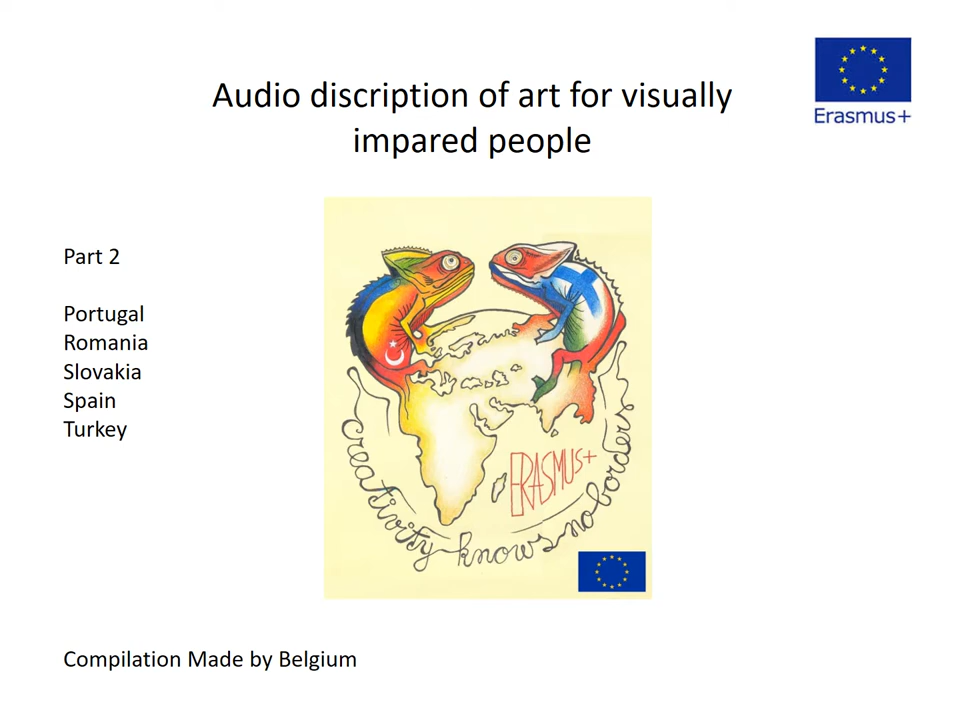 Audio discription of art for visually
impared people
Erasmus+
Part 2
Portugal
Romania
Slovakia
Spain
Turkey
ERASMUS+
creativity knows no borders
Compilation Made by Belgium